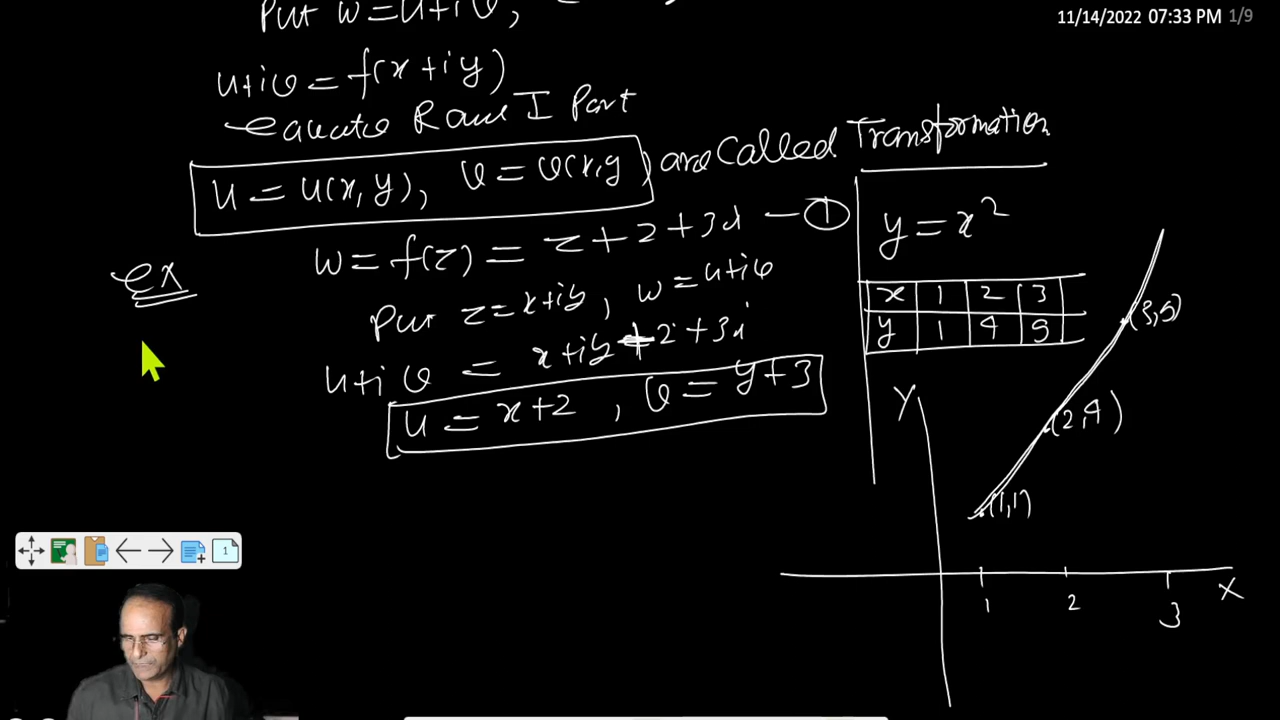 11/14/2022 07:33 PM 1/9
Put w = u+iv,
u+iv = f(x+iy)
equate R and I Part
u = u(x, y), v = v(x, y) are called Transformation
ex
w = f(z) = z + 2 + 3i — ①
Put z = x+iy, w = u+iv
u+iv = x+iy + 2 + 3i
u = x+2, v = y+3
y = x²
x 1 2 3
y 1 4 9
(3,9)
Y
(2,4)
(1,1)
1 2 3 X
1